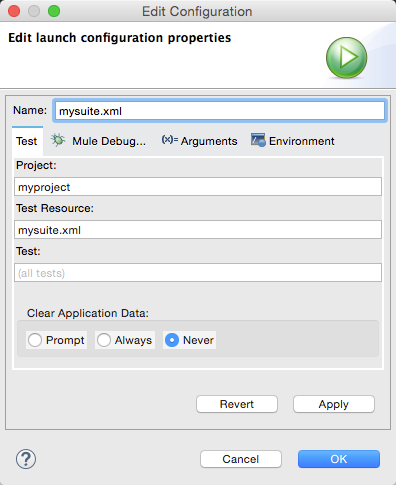 Edit Configuration
Edit launch configuration properties
Name: mysuite.xml
Test Mule Debug... (x)= Arguments Environment
Project:
myproject
Test Resource:
mysuite.xml
Test:
(all tests)
Clear Application Data:
Prompt Always Never
Revert Apply
? Cancel OK